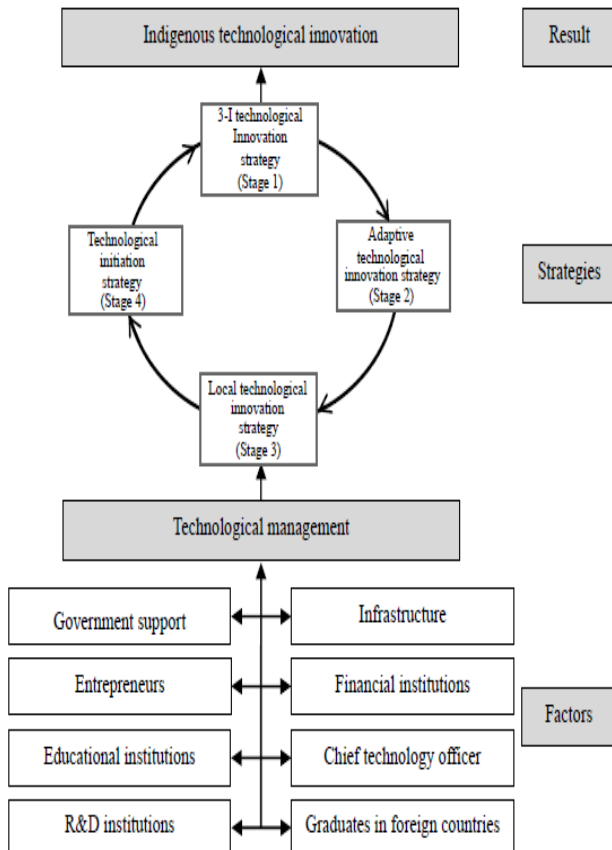 Indigenous technological innovation
Result
3-I technological
Innovation
strategy
(Stage 1)
Technological
initiation
strategy
(Stage 4)
Adaptive
technological
innovation strategy
(Stage 2)
Strategies
Local technological
innovation
strategy
(Stage 3)
Technological management
Government support
Infrastructure
Entrepreneurs
Financial institutions
Factors
Educational institutions
Chief technology officer
R&D institutions
Graduates in foreign countries